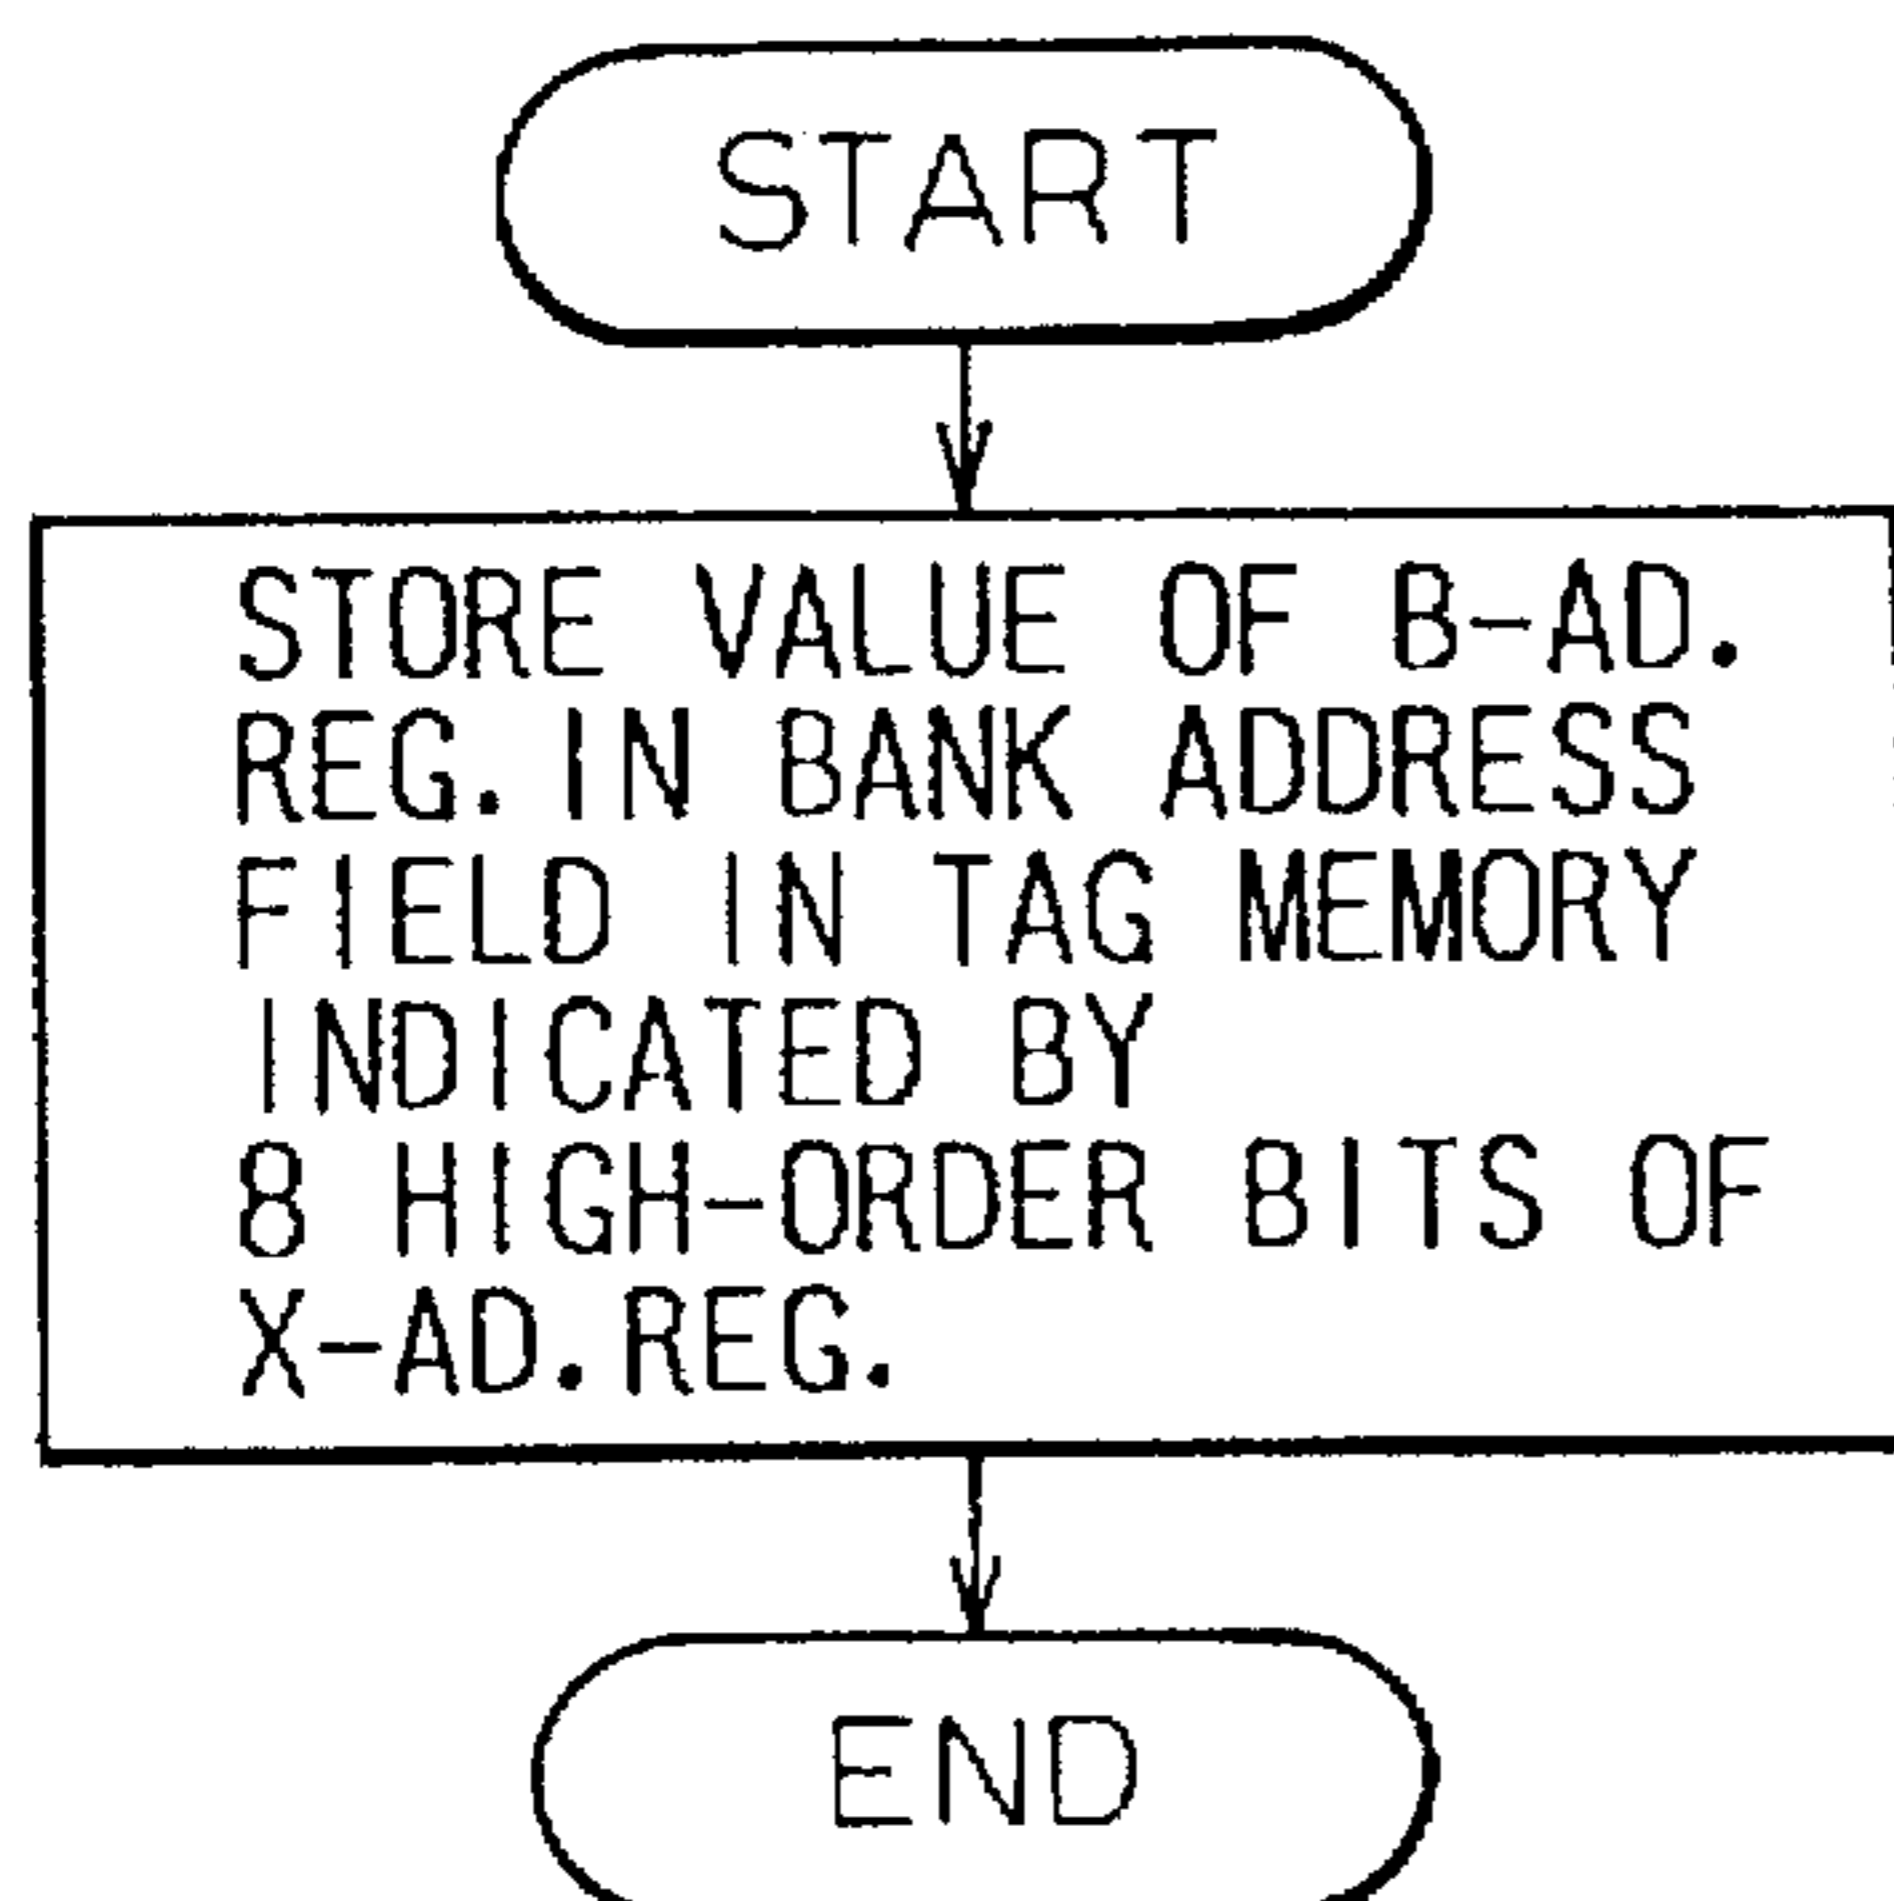 START
STORE VALUE OF B-AD.
REG. IN BANK ADDRESS
FIELD IN TAG MEMORY
INDICATED BY
8 HIGH-ORDER BITS OF
X-AD. REG.
END